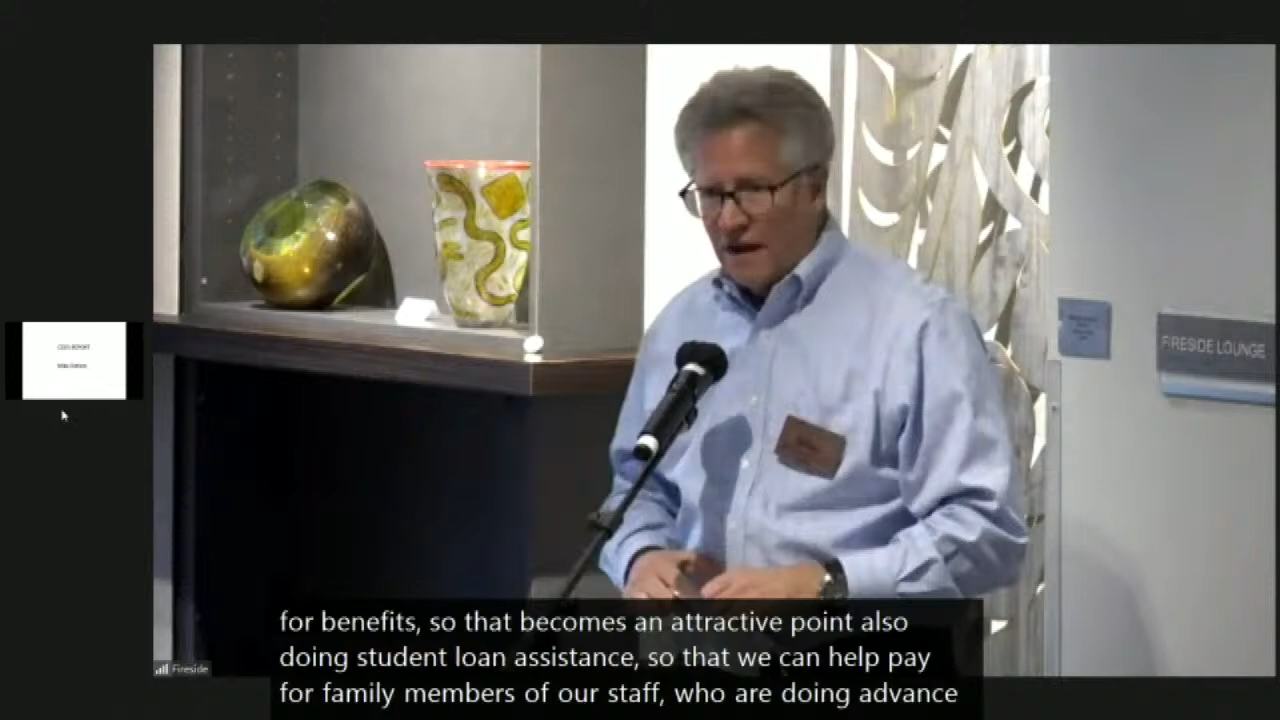 CEO'S REPORT
FIRESIDE LOUNGE
Fireside
for benefits, so that becomes an attractive point also
doing student loan assistance, so that we can help pay
for family members of our staff, who are doing advance